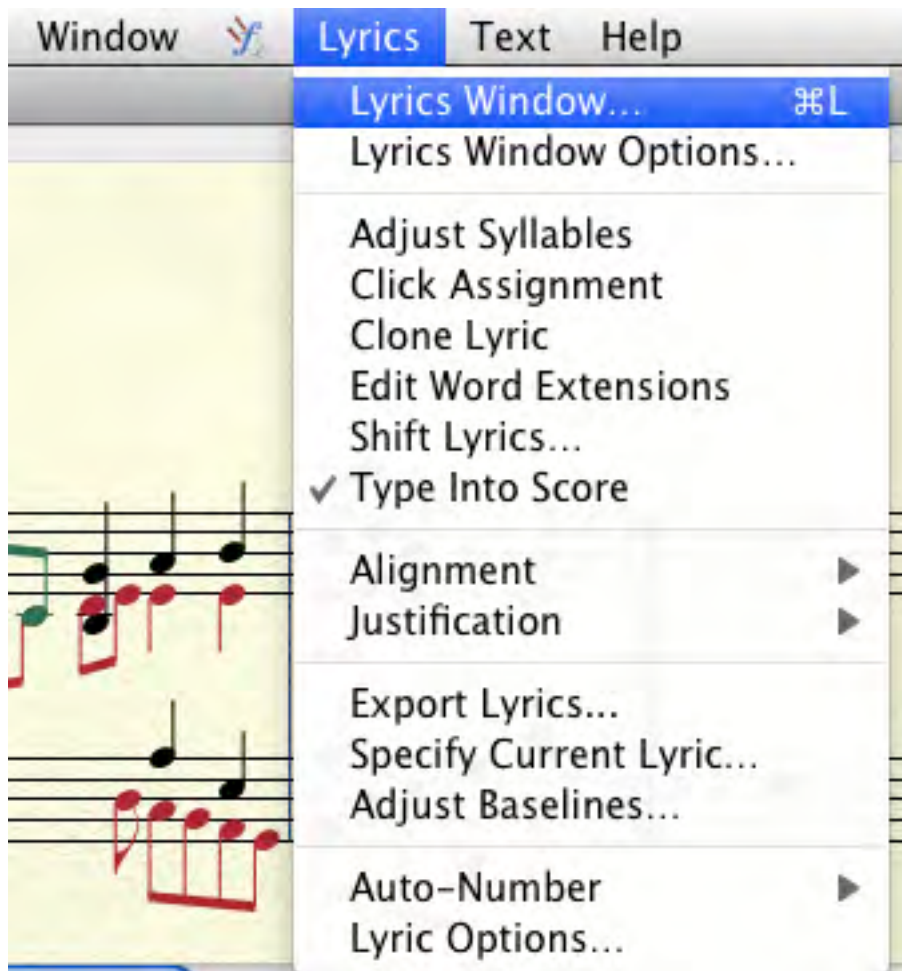 Window Lyrics Text Help
Lyrics Window... ⌘L
Lyrics Window Options...
Adjust Syllables
Click Assignment
Clone Lyric
Edit Word Extensions
Shift Lyrics...
✓ Type Into Score
Alignment
Justification
Export Lyrics...
Specify Current Lyric...
Adjust Baselines...
Auto-Number
Lyric Options...